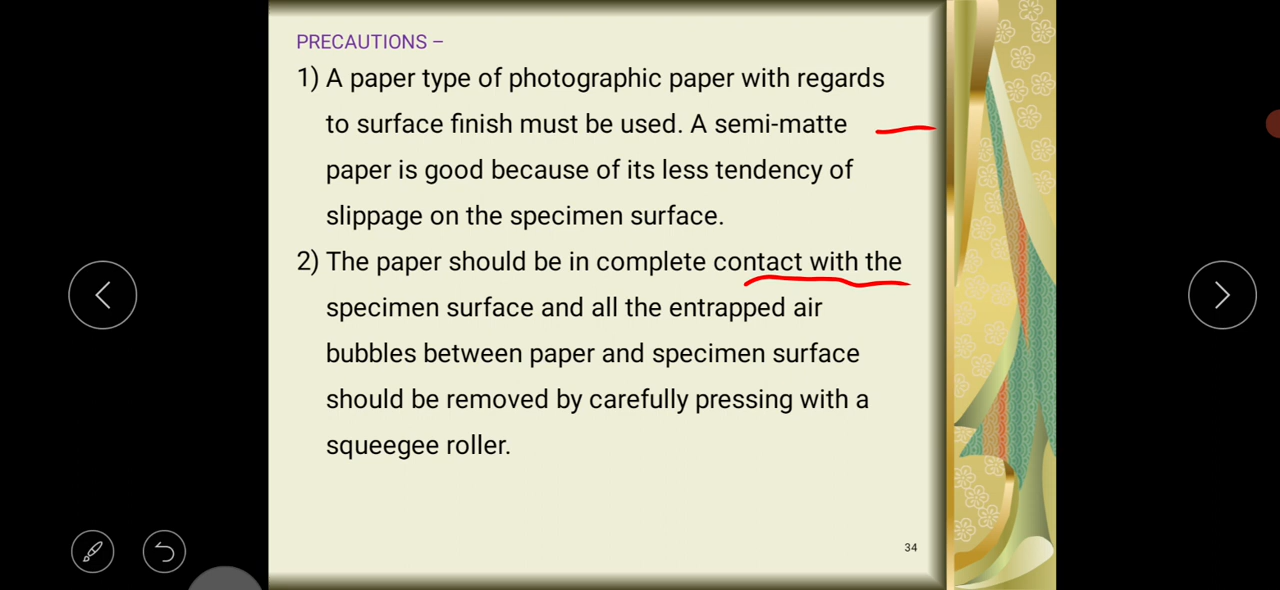 PRECAUTIONS –
1) A paper type of photographic paper with regards
to surface finish must be used. A semi-matte
paper is good because of its less tendency of
slippage on the specimen surface.
2) The paper should be in complete contact with the
specimen surface and all the entrapped air
bubbles between paper and specimen surface
should be removed by carefully pressing with a
squeegee roller.
34